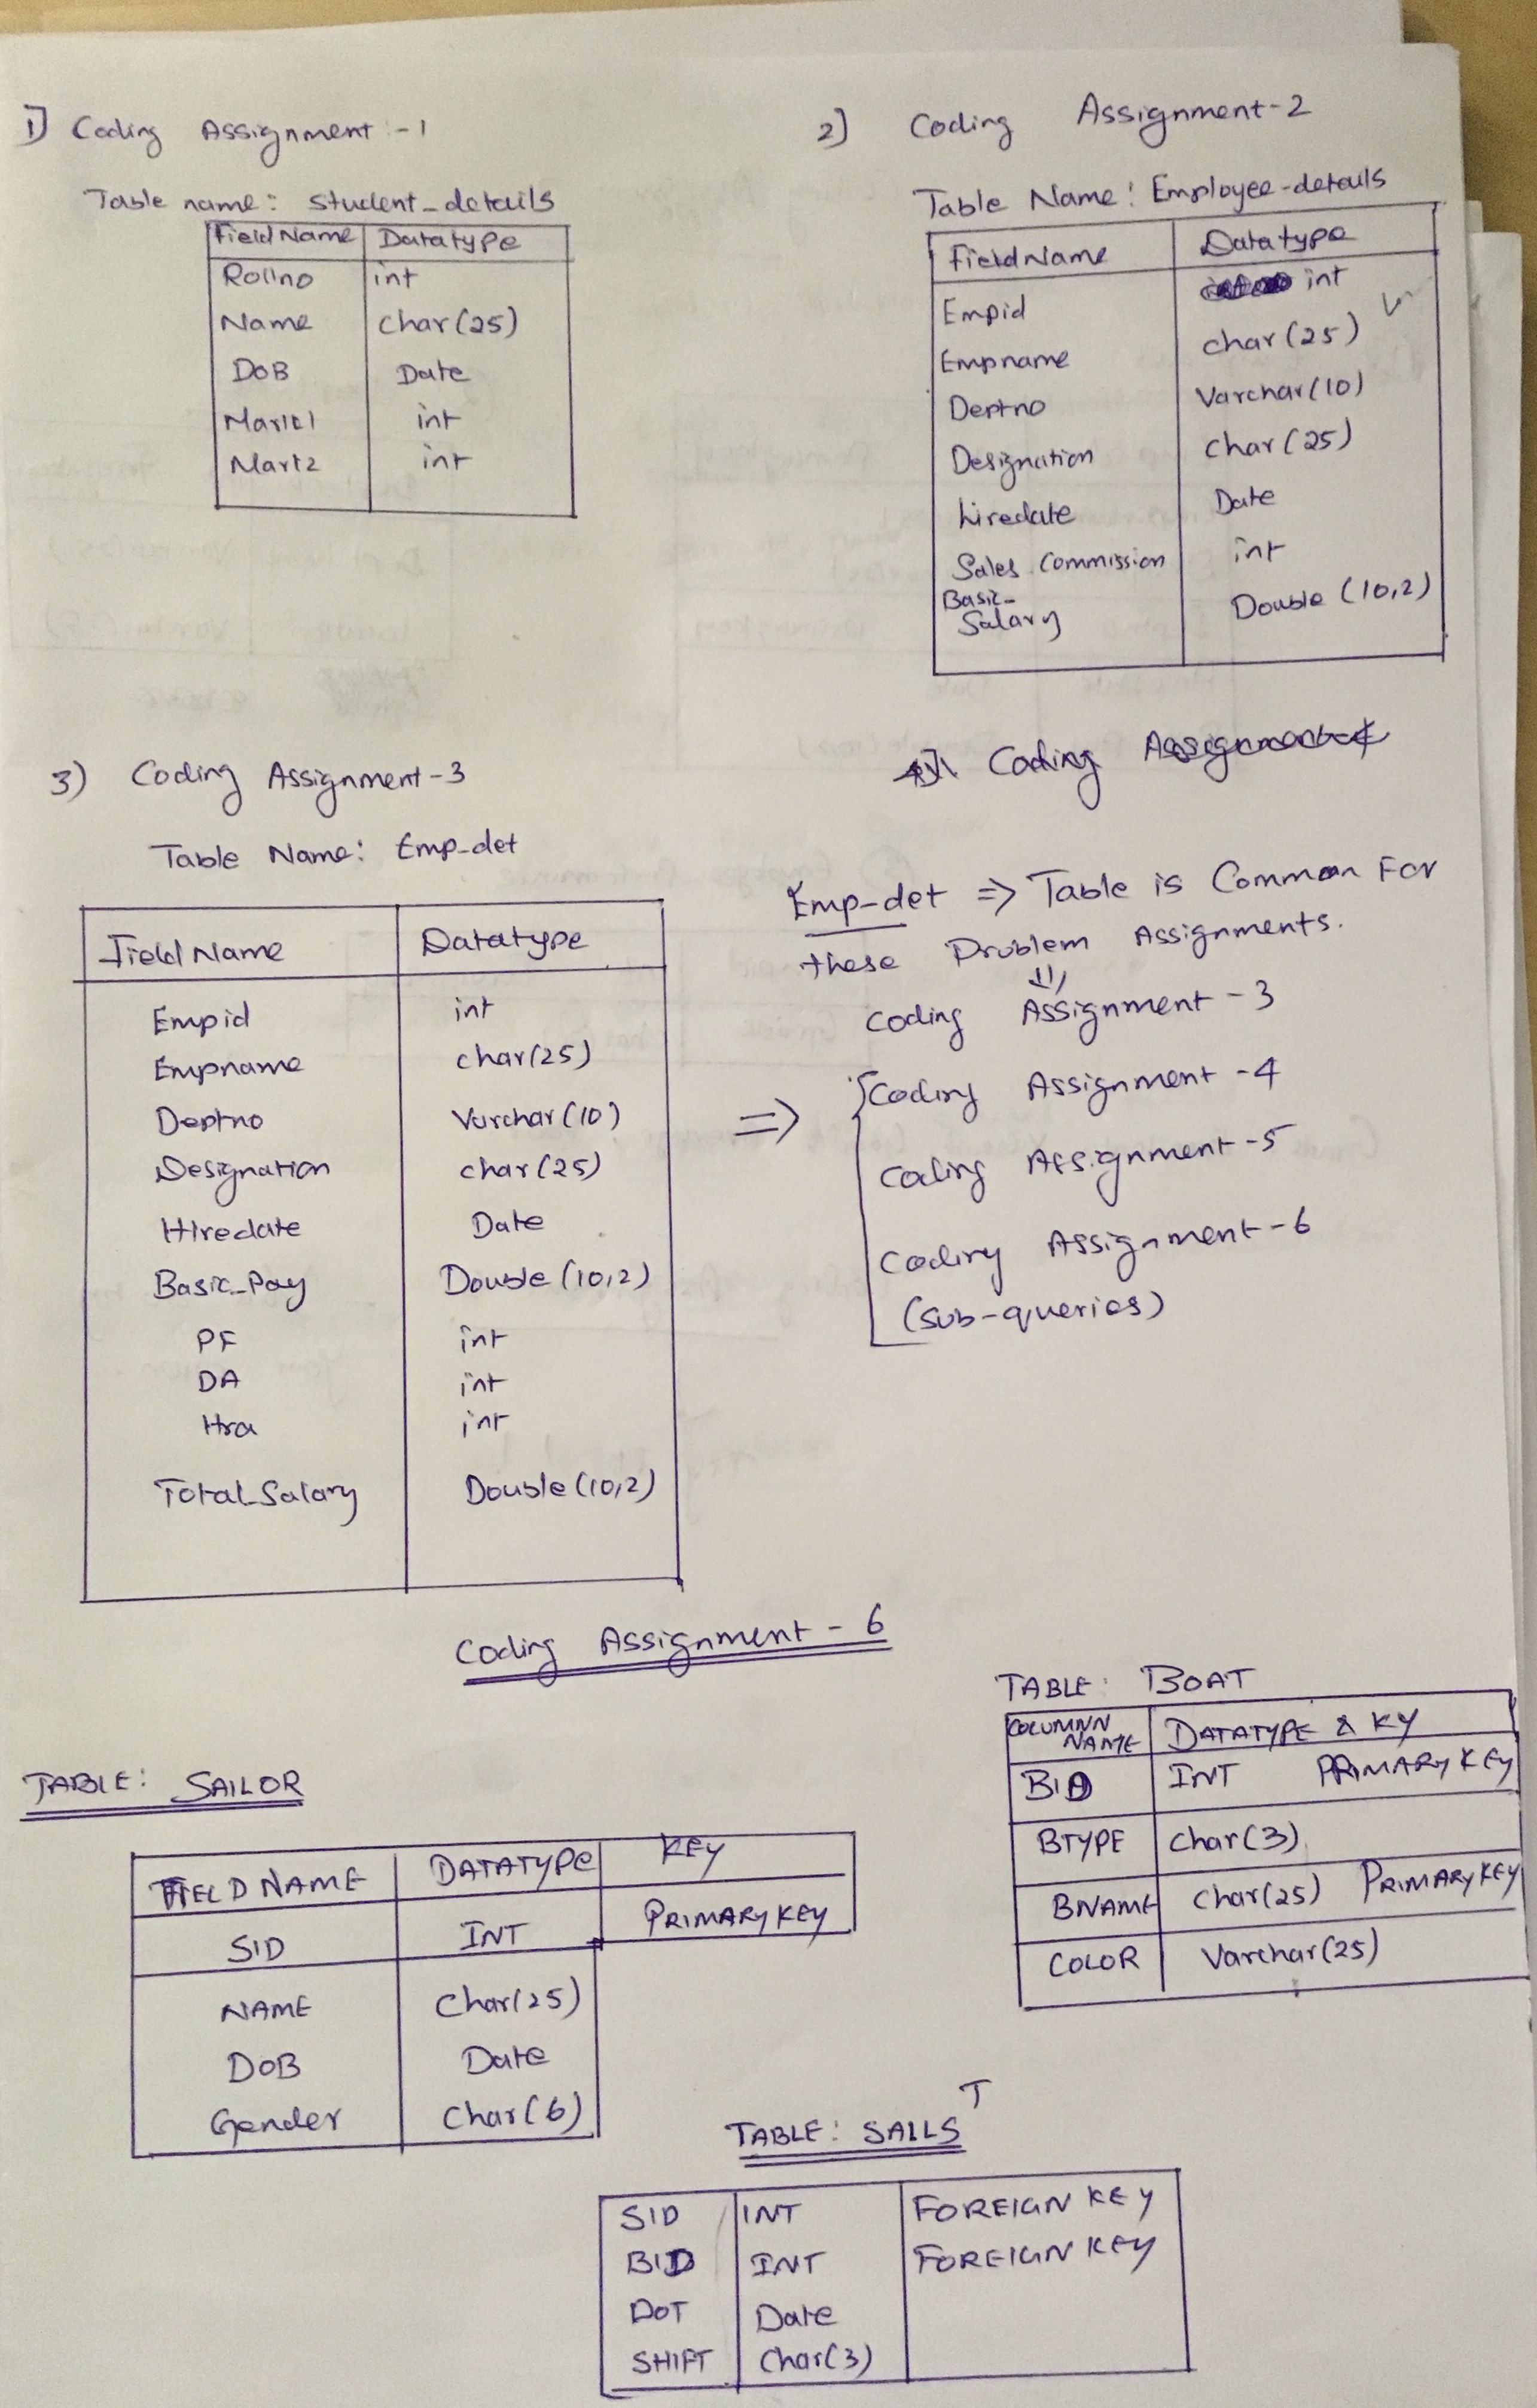 1) Coding Assignment :- 1
Table name: student_details
Field Name Datatype
Rollno int
Name char(25)
DOB Date
Mark1 int
Mark2 int
2) Coding Assignment-2
Table Name: Employee-details
Field Name Datatype
Empid int
Empname char(25)
Deptno Varchar(10)
Designation char(25)
hiredate Date
Sales Commission int
Basic-Salary Double(10,2)
3) Coding Assignment-3
Table Name: Emp-det
Field Name Datatype
Empid int
Empname char(25)
Deptno Varchar(10)
Designation char(25)
Hiredate Date
Basic_Pay Double(10,2)
PF int
DA int
Hra int
Total_Salary Double(10,2)
4) Coding Assignment
Emp-det => Table is Common For
these Problem Assignments.
Coding Assignment-3
=> Coding Assignment-4
Coding Assignment-5
Coding Assignment-6
(Sub-queries)
Coding Assignment-6
TABLE: SAILOR
FIELD NAME DATATYPE KEY
SID INT PRIMARY KEY
NAME Char(25)
DOB Date
Gender Char(6)
TABLE: BOAT
COLUMN NAME DATATYPE & KY
BID INT PRIMARY KEY
BTYPE Char(3)
BNAME Char(25) PRIMARY KEY
COLOR Varchar(25)
T
TABLE: SAILS
SID INT FOREIGN KEY
BID INT FOREIGN KEY
DOT Date
SHIFT Char(3)